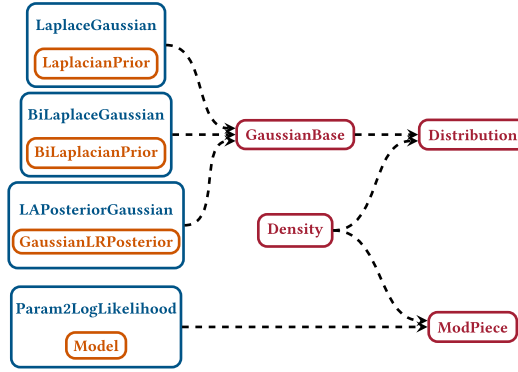 LaplaceGaussian
LaplacianPrior
BiLaplaceGaussian
BiLaplacianPrior
LAPosteriorGaussian
GaussianLRPosterior
Param2LogLikelihood
Model
GaussianBase
Density
Distribution
ModPiece